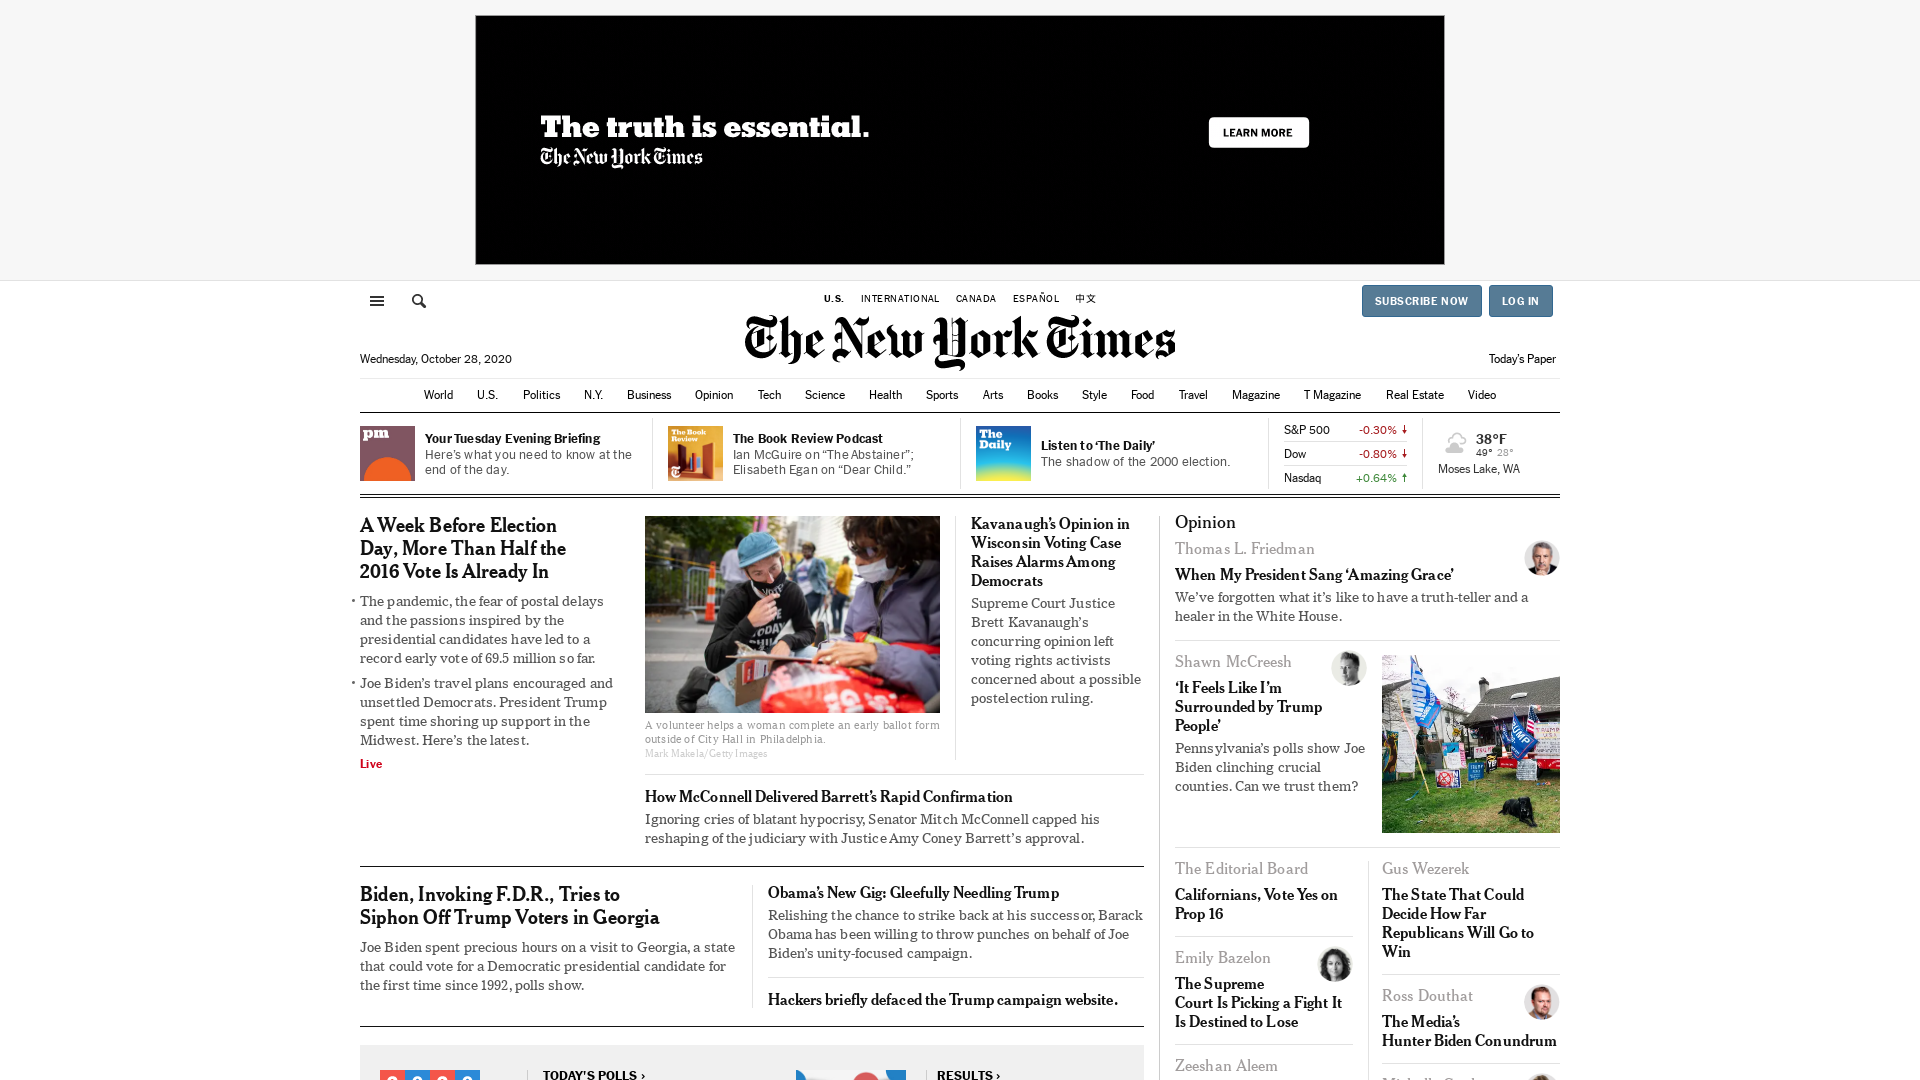 The truth is essential.
The New York Times
LEARN MORE
U.S. INTERNATIONAL CANADA ESPAÑOL 中文
SUBSCRIBE NOW LOG IN
The New York Times
Wednesday, October 28, 2020
Today's Paper
World U.S. Politics N.Y. Business Opinion Tech Science Health Sports Arts Books Style Food Travel Magazine T Magazine Real Estate Video
pm
Your Tuesday Evening Briefing
Here's what you need to know at the
end of the day.
The Book
Review
The Book Review Podcast
Ian McGuire on “The Abstainer”;
Elisabeth Egan on “Dear Child.”
The
Daily
Listen to ‘The Daily’
The shadow of the 2000 election.
S&P 500 -0.30%
Dow -0.80%
Nasdaq +0.64%
38°F
49° 28°
Moses Lake, WA
A Week Before Election
Day, More Than Half the
2016 Vote Is Already In
The pandemic, the fear of postal delays
and the passions inspired by the
presidential candidates have led to a
record early vote of 69.5 million so far.
Joe Biden's travel plans encouraged and
unsettled Democrats. President Trump
spent time shoring up support in the
Midwest. Here's the latest.
Live
A volunteer helps a woman complete an early ballot form
outside of City Hall in Philadelphia.
Mark Makela/Getty Images
Kavanaugh's Opinion in
Wisconsin Voting Case
Raises Alarms Among
Democrats
Supreme Court Justice
Brett Kavanaugh's
concurring opinion left
voting rights activists
concerned about a possible
postelection ruling.
How McConnell Delivered Barrett's Rapid Confirmation
Ignoring cries of blatant hypocrisy, Senator Mitch McConnell capped his
reshaping of the judiciary with Justice Amy Coney Barrett's approval.
Biden, Invoking F.D.R., Tries to
Siphon Off Trump Voters in Georgia
Joe Biden spent precious hours on a visit to Georgia, a state
that could vote for a Democratic presidential candidate for
the first time since 1992, polls show.
Obama's New Gig: Gleefully Needling Trump
Relishing the chance to strike back at his successor, Barack
Obama has been willing to throw punches on behalf of Joe
Biden's unity-focused campaign.
Hackers briefly defaced the Trump campaign website.
TODAY'S POLLS ›
RESULTS ›
Opinion
Thomas L. Friedman
When My President Sang ‘Amazing Grace’
We've forgotten what it's like to have a truth-teller and a
healer in the White House.
Shawn McCreesh
‘It Feels Like I'm
Surrounded by Trump
People’
Pennsylvania's polls show Joe
Biden clinching crucial
counties. Can we trust them?
The Editorial Board
Californians, Vote Yes on
Prop 16
Emily Bazelon
The Supreme
Court Is Picking a Fight It
Is Destined to Lose
Zeeshan Aleem
Gus Wezerek
The State That Could
Decide How Far
Republicans Will Go to
Win
Ross Douthat
The Media's
Hunter Biden Conundrum